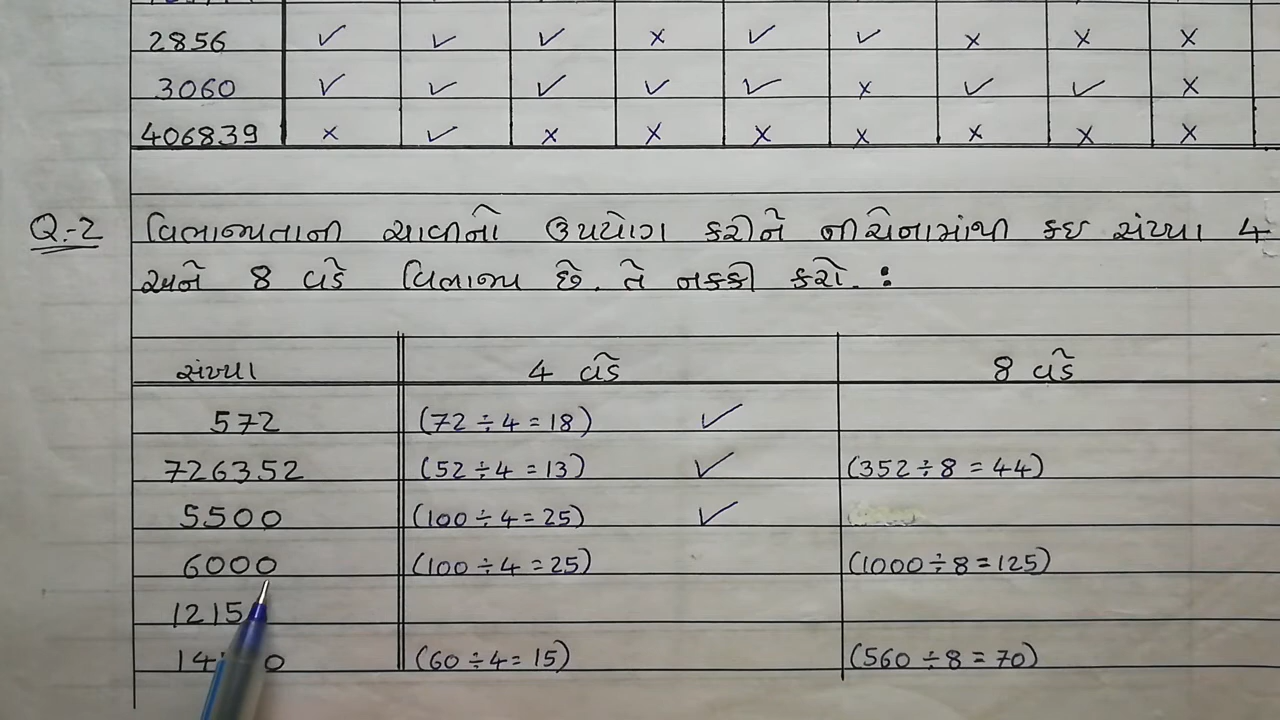 2856 ✓ ✓ ✓ × ✓ ✓ × × ×
3060 ✓ ✓ ✓ ✓ ✓ × ✓ ✓ ×
406839 × ✓ × × × × × × ×
Q.-2 વિભાજ્યતાની ચાવીનો ઉપયોગ કરીને નીચેનામાંથી કઇ સંખ્યા 4
અને 8 વડે વિભાજ્ય છે. તે નક્કી કરો. :
સંખ્યા 4 વડે 8 વડે
572 (72 ÷ 4 = 18) ✓
726352 (52 ÷ 4 = 13) ✓ (352 ÷ 8 = 44)
5500 (100 ÷ 4 = 25) ✓
6000 (100 ÷ 4 = 25) (1000 ÷ 8 = 125)
1215
(60 ÷ 4 = 15) (560 ÷ 8 = 70)